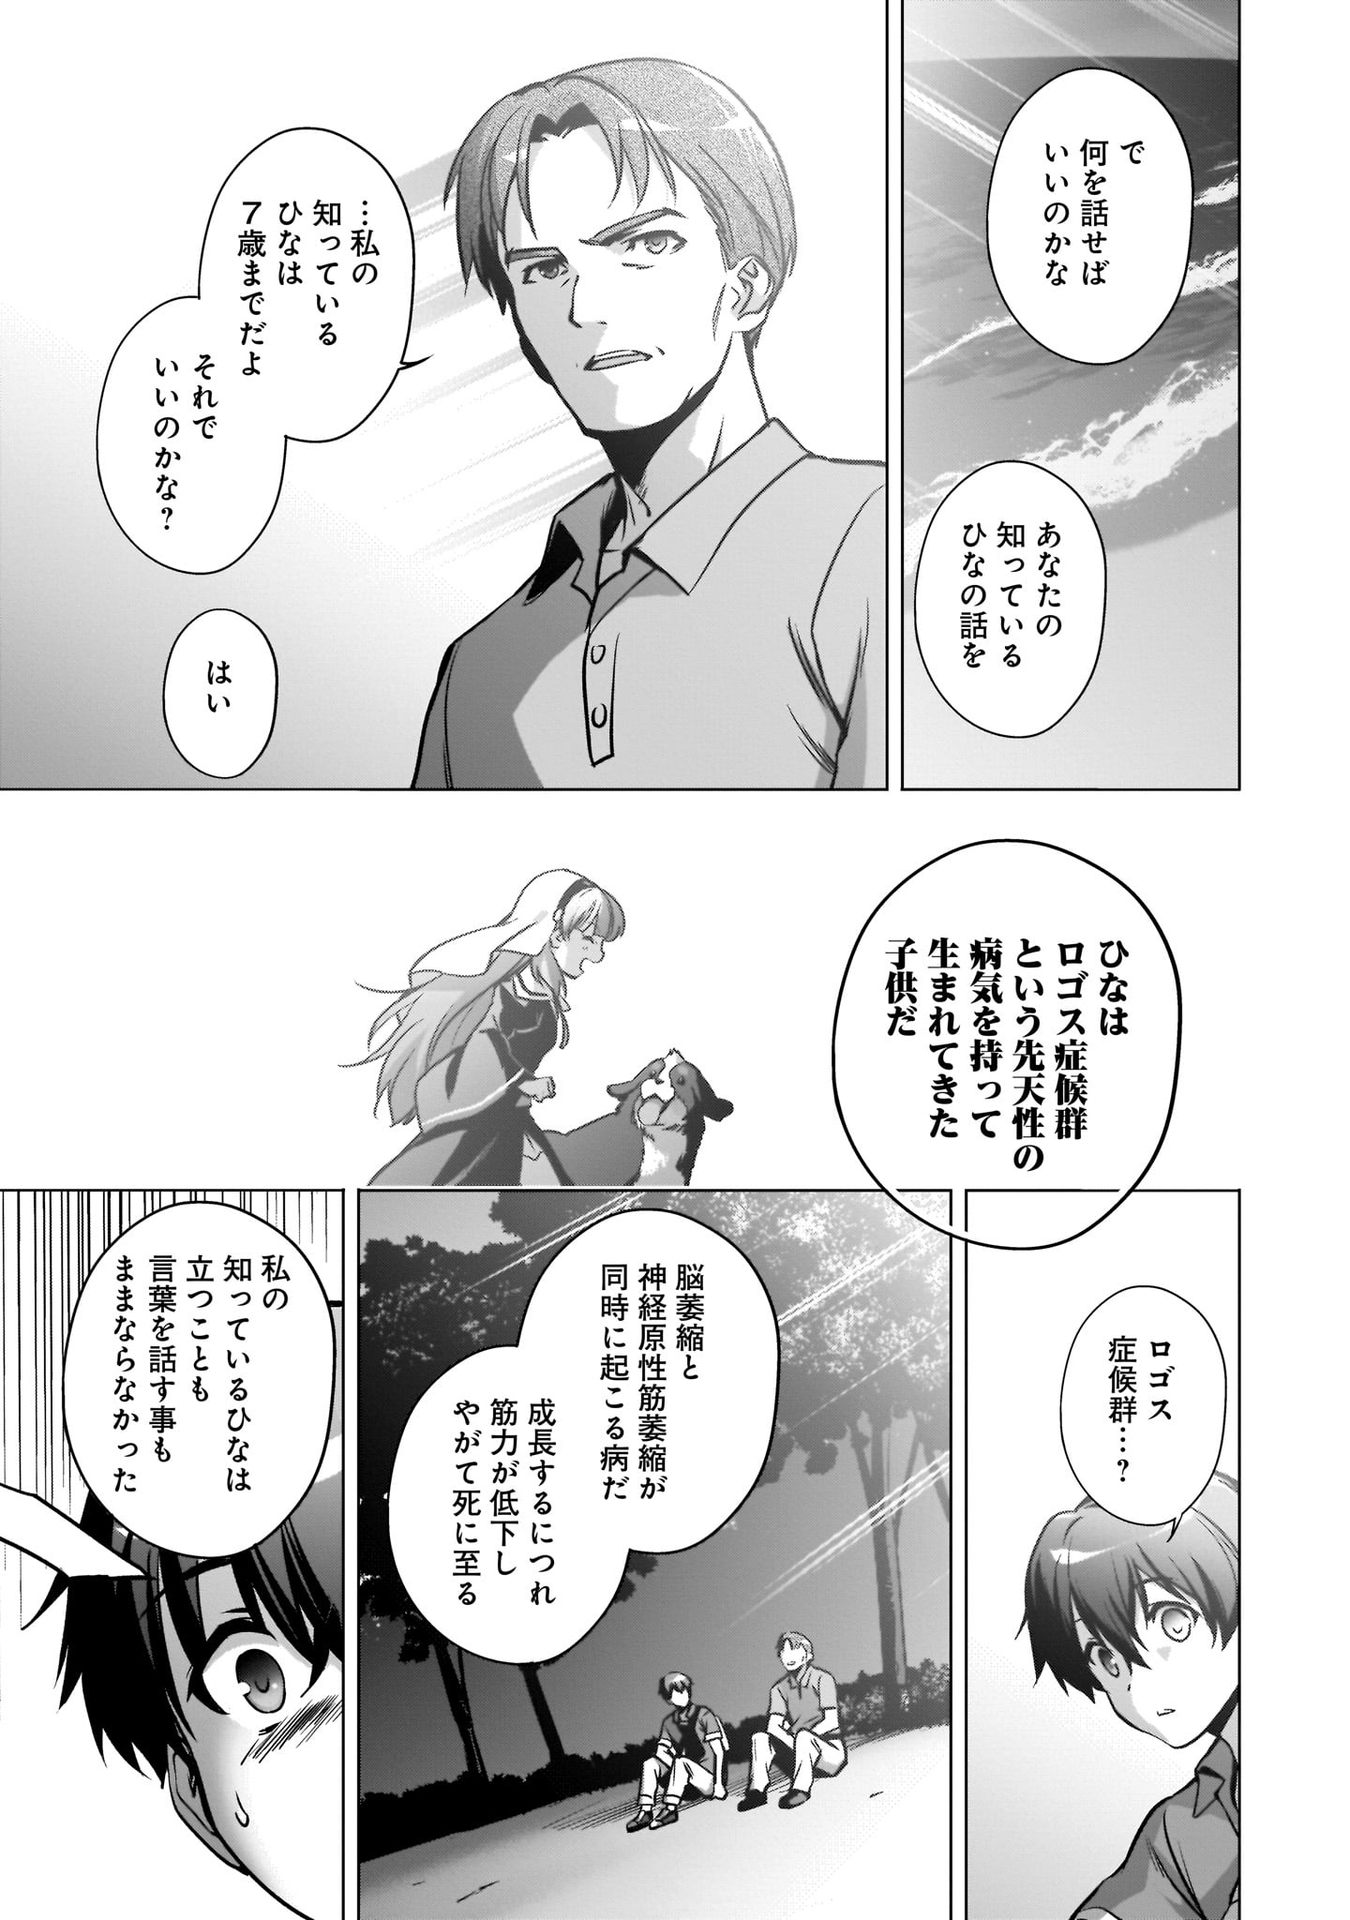 で
何を話せば
いいのかな
あなたの
知っている
ひなの話を
…私の
知っている
ひなは
7歳までだよ
それで
いいのかな？
はい
ひなは
ロゴス症候群
という先天性の
病気を持って
生まれてきた
子供だ
ロゴス
症候群…？
脳萎縮と
神経原性筋萎縮が
同時に起こる病だ
成長するにつれ
筋力が低下し
やがて死に至る
私の
知っているひなは
立つことも
言葉を話す事も
ままならなかった